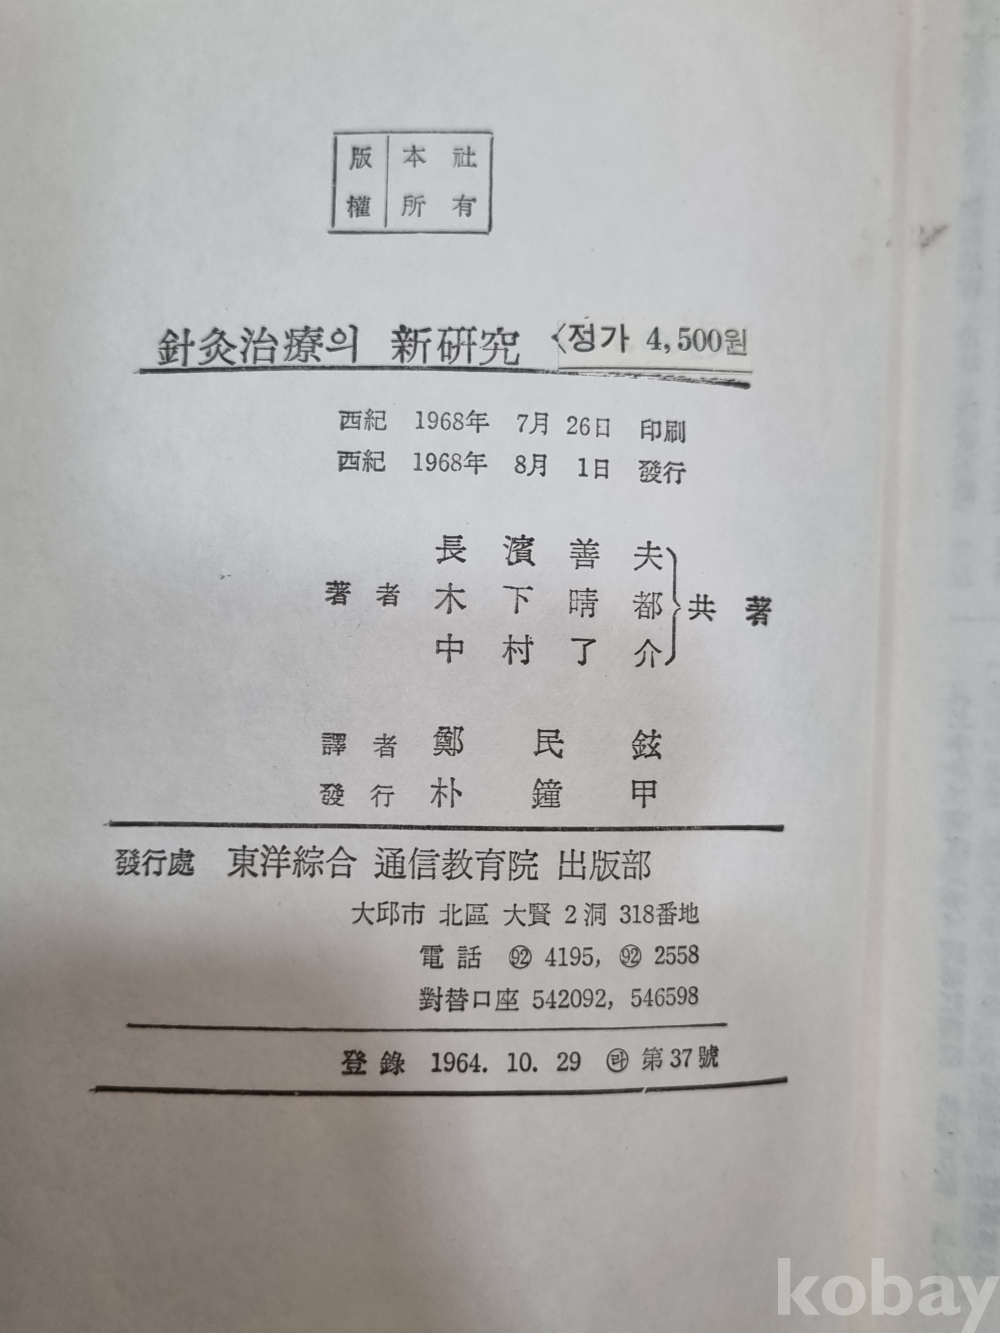 版 本 社
權 所 有
針灸治療의 新硏究 <정가 4,500원
西紀 1968年 7月 26日 印刷
西紀 1968年 8月 1日 發行
長 濱 善 夫
著 者 木 下 晴 都 共 著
中 村 了 介
譯 者 鄭 民 鉉
發 行 朴 鐘 甲
發行處 東洋綜合 通信教育院 出版部
大邱市 北區 大賢 2洞 318番地
電 話 ㉒ 4195, ㉒ 2558
對替口座 542092, 546598
登 錄 1964. 10. 29 ㉣ 第37號
kobay